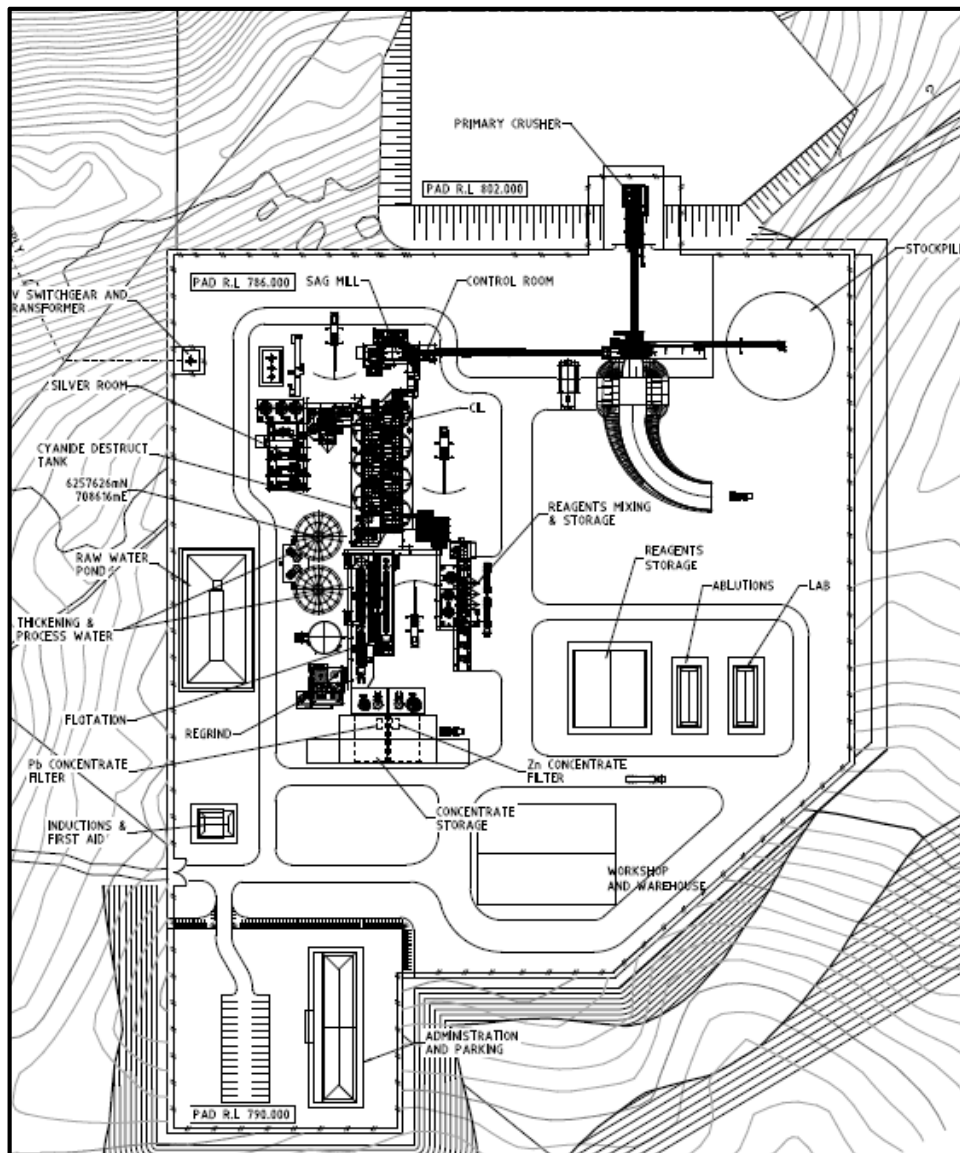 PRIMARY CRUSHER
PAD R.L 802.000
STOCKPILE
PAD R.L 786.000
SAG MILL
CONTROL ROOM
V SWITCHGEAR AND
TRANSFORMER
SILVER ROOM
CIL
CYANIDE DESTRUCT
TANK
6257626mN
708616mE
REAGENTS MIXING
& STORAGE
RAW WATER
POND
REAGENTS
STORAGE
ABLUTIONS
LAB
THICKENING &
PROCESS WATER
FLOTATION
REGRIND
Pb CONCENTRATE
FILTER
Zn CONCENTRATE
FILTER
INDUCTIONS &
FIRST AID
CONCENTRATE
STORAGE
WORKSHOP
AND WAREHOUSE
ADMINISTRATION
AND PARKING
PAD R.L 790.000